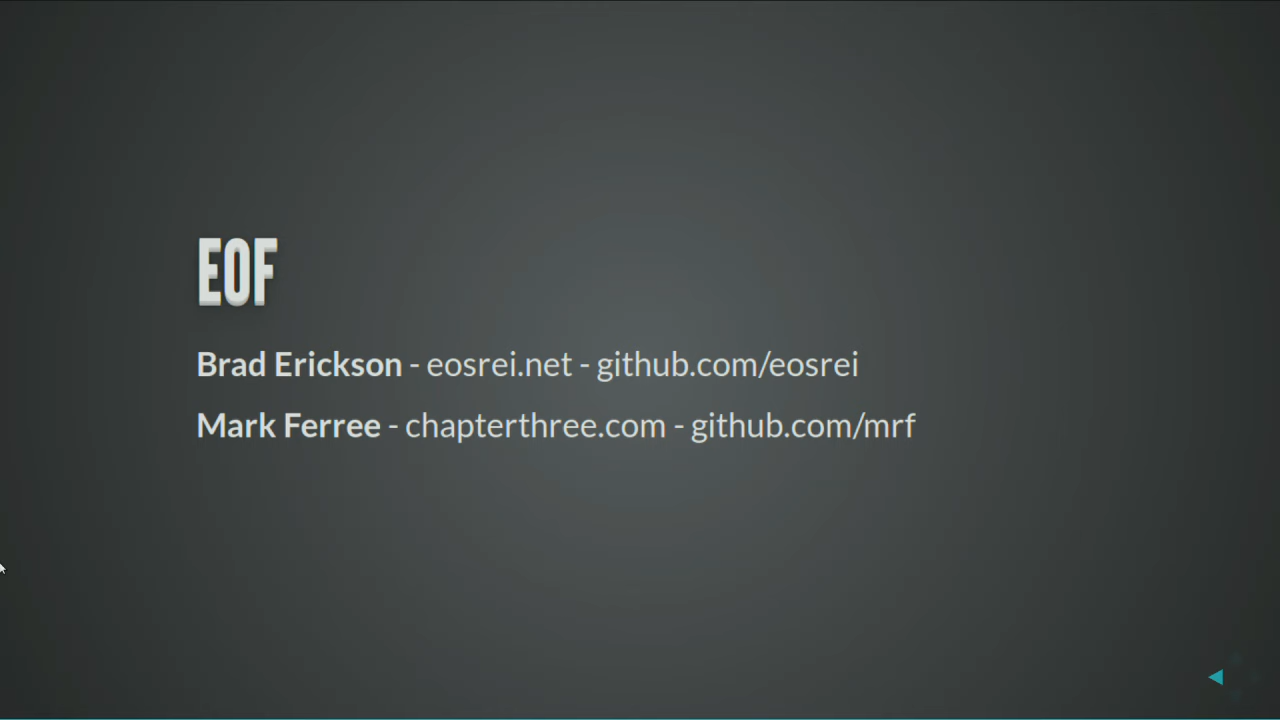 EOF
Brad Erickson - eosrei.net - github.com/eosrei
Mark Ferree - chapterthree.com - github.com/mrf